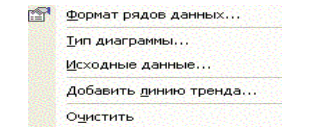 Формат рядов данных...
Тип диаграммы...
Исходные данные...
Добавить линию тренда...
Очистить